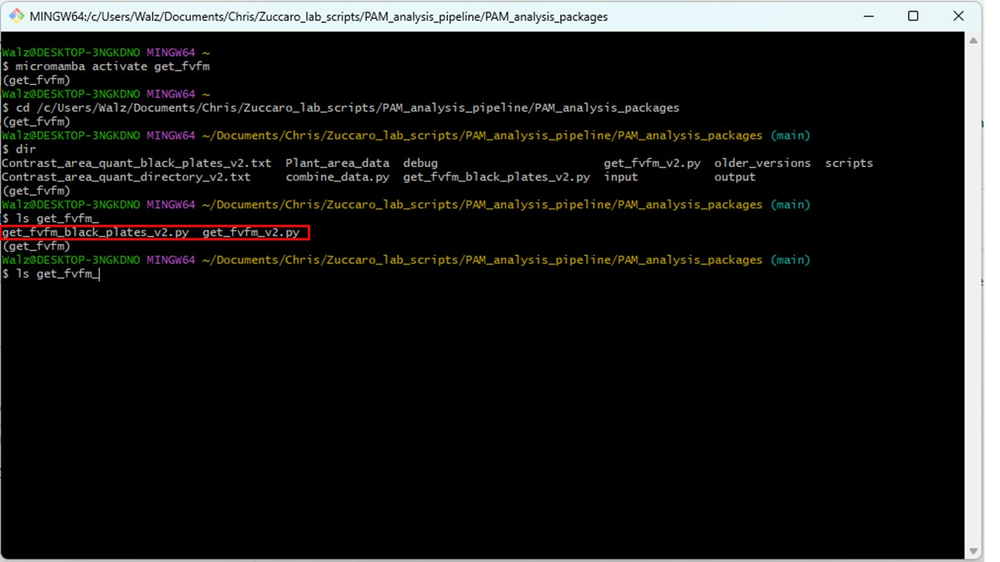 MINGW64:/c/Users/Walz/Documents/Chris/Zuccaro_lab_scripts/PAM_analysis_pipeline/PAM_analysis_packages
Walz@DESKTOP-3NGKDNO MINGW64 ~
$ micromamba activate get_fvfm
(get_fvfm)
Walz@DESKTOP-3NGKDNO MINGW64 ~
$ cd /c/Users/Walz/Documents/Chris/Zuccaro_lab_scripts/PAM_analysis_pipeline/PAM_analysis_packages
(get_fvfm)
Walz@DESKTOP-3NGKDNO MINGW64 ~/Documents/Chris/Zuccaro_lab_scripts/PAM_analysis_pipeline/PAM_analysis_packages (main)
$ dir
Contrast_area_quant_black_plates_v2.txt  Plant_area_data  debug                        get_fvfm_v2.py  older_versions  scripts
Contrast_area_quant_directory_v2.txt     combine_data.py  get_fvfm_black_plates_v2.py  input           output
(get_fvfm)
Walz@DESKTOP-3NGKDNO MINGW64 ~/Documents/Chris/Zuccaro_lab_scripts/PAM_analysis_pipeline/PAM_analysis_packages (main)
$ ls get_fvfm_
get_fvfm_black_plates_v2.py  get_fvfm_v2.py
(get_fvfm)
Walz@DESKTOP-3NGKDNO MINGW64 ~/Documents/Chris/Zuccaro_lab_scripts/PAM_analysis_pipeline/PAM_analysis_packages (main)
$ ls get_fvfm_